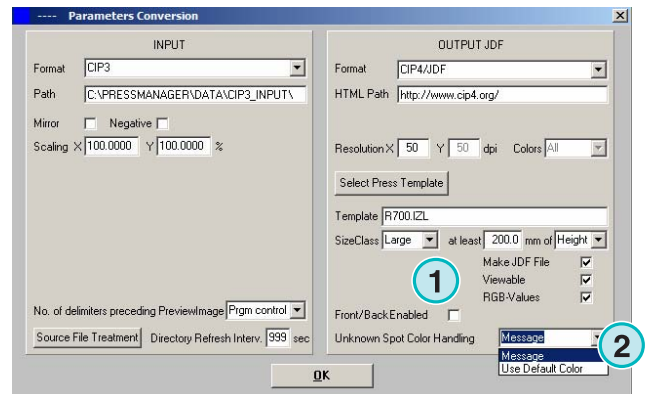 ---- Parameters Conversion
INPUT
Format CIP3
Path C:\PRESSMANAGER\DATA\CIP3_INPUT\
Mirror Negative
Scaling X 100.0000 Y 100.0000 %
No. of delimiters preceding PreviewImage Prgm control
Source File Treatment Directory Refresh Interv. 999 sec
OUTPUT JDF
Format CIP4/JDF
HTML Path http://www.cip4.org/
Resolution X 50 Y 50 dpi Colors All
Select Press Template
Template R700.IZL
SizeClass Large at least 200.0 mm of Height
1
Make JDF File
Viewable
RGB-Values
Front/Back Enabled
Unknown Spot Color Handling Message
2
Message
Use Default Color
OK